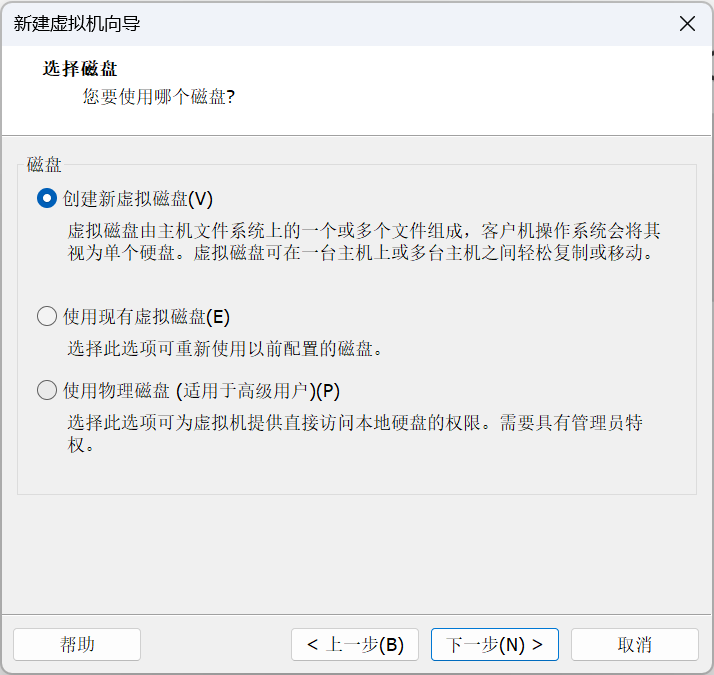 新建虚拟机向导
选择磁盘
您要使用哪个磁盘?
磁盘
创建新虚拟磁盘(V)
虚拟磁盘由主机文件系统上的一个或多个文件组成，客户机操作系统会将其
视为单个硬盘。虚拟磁盘可在一台主机上或多台主机之间轻松复制或移动。
使用现有虚拟磁盘(E)
选择此选项可重新使用以前配置的磁盘。
使用物理磁盘 (适用于高级用户)(P)
选择此选项可为虚拟机提供直接访问本地硬盘的权限。需要具有管理员特
权。
帮助
< 上一步(B)
下一步(N) >
取消